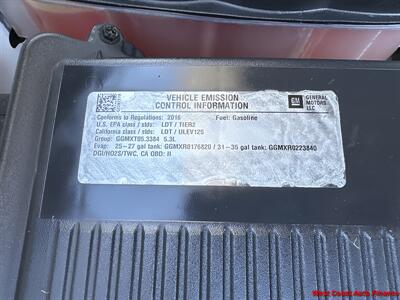 VEHICLE EMISSION
CONTROL INFORMATION
GM
GENERAL
MOTORS
LLC
Conforms to Regulations: 2016 Fuel: Gasoline
U.S. EPA class / stds: LDT / TIER2
California class / stds: LDT / ULEV125
Group: GGMXT05.3384 5.3L
Evap: 25-27 gal tank: GGMXR0176820 / 31-35 gal tank: GGMXR0223840
DGI/HO2S/TWC, CA OBD: II
West Coast Auto Finance